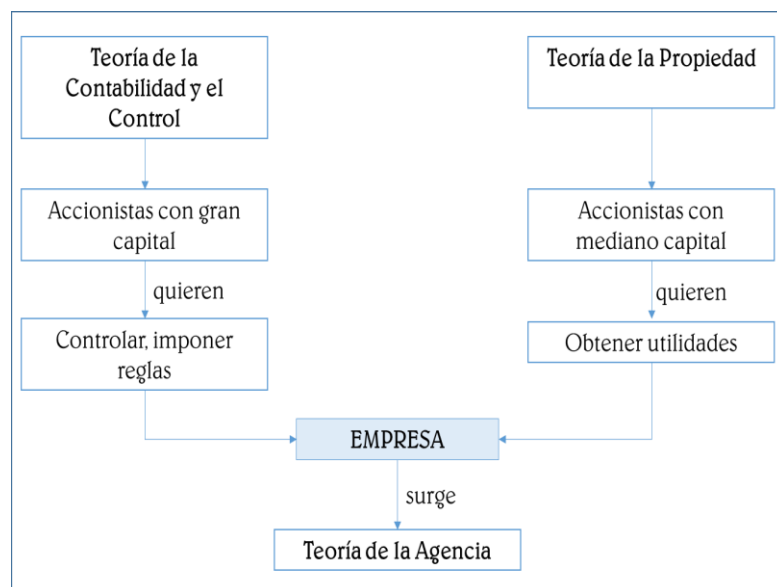 Teoría de la
Contabilidad y el
Control
Teoría de la Propiedad
Accionistas con gran
capital
Accionistas con
mediano capital
quieren
quieren
Controlar, imponer
reglas
Obtener utilidades
EMPRESA
surge
Teoría de la Agencia